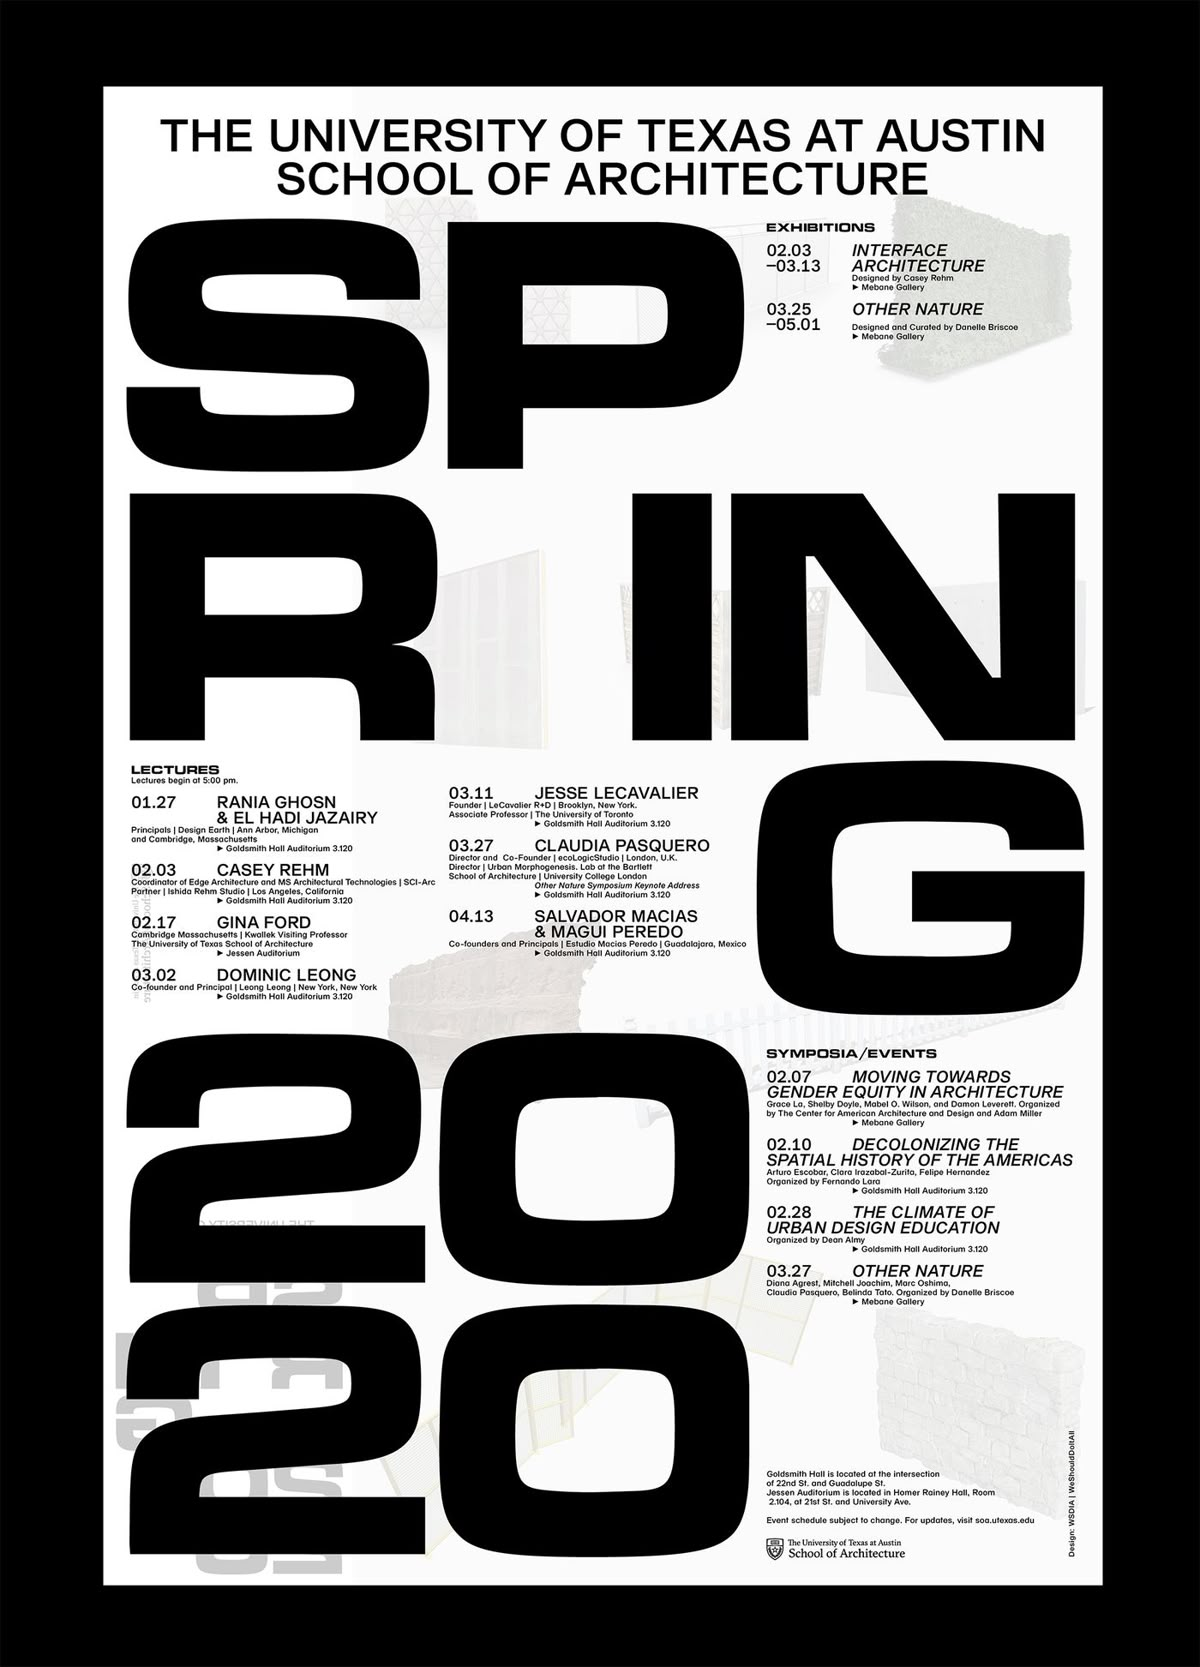 THE UNIVERSITY OF TEXAS AT AUSTIN
SCHOOL OF ARCHITECTURE
SP
EXHIBITIONS
02.03 INTERFACE
–03.13 ARCHITECTURE
Designed by Casey Rehm
▶ Mebane Gallery
03.25 OTHER NATURE
–05.01
Designed and Curated by Danelle Briscoe
▶ Mebane Gallery
R IN
G
LECTURES
Lectures begin at 5:00 pm.
01.27 RANIA GHOSN
& EL HADI JAZAIRY
Principals | Design Earth | Ann Arbor, Michigan
and Cambridge, Massachusetts
▶ Goldsmith Hall Auditorium 3.120
02.03 CASEY REHM
Coordinator of Edge Architecture and MS Architectural Technologies | SCI-Arc
Partner | Ishida Rehm Studio | Los Angeles, California
▶ Goldsmith Hall Auditorium 3.120
02.17 GINA FORD
Cambridge Massachusetts | Kwallek Visiting Professor
The University of Texas School of Architecture
▶ Jessen Auditorium
03.02 DOMINIC LEONG
Co-founder and Principal | Leong Leong | New York, New York
▶ Goldsmith Hall Auditorium 3.120
03.11 JESSE LECAVALIER
Founder | LeCavalier R+D | Brooklyn, New York.
Associate Professor | The University of Toronto
▶ Goldsmith Hall Auditorium 3.120
03.27 CLAUDIA PASQUERO
Director and Co-Founder | ecoLogicStudio | London, U.K.
Director | Urban Morphogenesis. Lab at the Bartlett
School of Architecture | University College London
Other Nature Symposium Keynote Address
▶ Goldsmith Hall Auditorium 3.120
04.13 SALVADOR MACIAS
& MAGUI PEREDO
Co-founders and Principals | Estudio Macias Peredo | Guadalajara, Mexico
▶ Goldsmith Hall Auditorium 3.120
20
20
SYMPOSIA/EVENTS
02.07 MOVING TOWARDS
GENDER EQUITY IN ARCHITECTURE
Grace La, Shelby Doyle, Mabel O. Wilson, and Damon Leverett. Organized
by The Center for American Architecture and Design and Adam Miller
▶ Mebane Gallery
02.10 DECOLONIZING THE
SPATIAL HISTORY OF THE AMERICAS
Arturo Escobar, Clara Irazabal-Zurita, Felipe Hernandez
Organized by Fernando Lara
▶ Goldsmith Hall Auditorium 3.120
02.28 THE CLIMATE OF
URBAN DESIGN EDUCATION
Organized by Dean Almy
▶ Goldsmith Hall Auditorium 3.120
03.27 OTHER NATURE
Diana Agrest, Mitchell Joachim, Marc Oshima,
Claudia Pasquero, Belinda Tato. Organized by Danelle Briscoe
▶ Mebane Gallery
Goldsmith Hall is located at the intersection
of 22nd St. and Guadalupe St.
Jessen Auditorium is located in Homer Rainey Hall, Room
2.104, at 21st St. and University Ave.
Event schedule subject to change. For updates, visit soa.utexas.edu
The University of Texas at Austin
School of Architecture
Design: WSDIA | WeShouldDoItAll